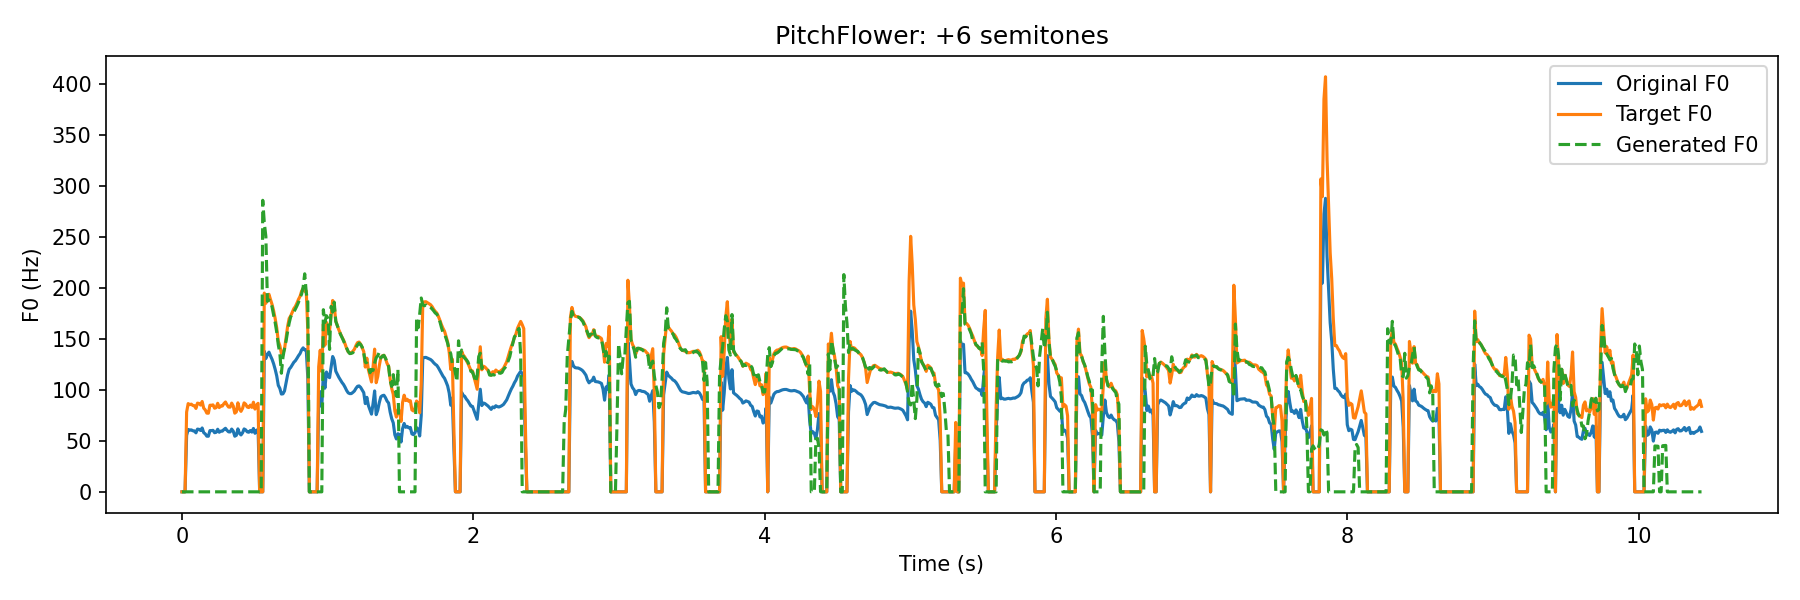 PitchFlower: +6 semitones
F0 (Hz)
400
350
300
250
200
150
100
50
0
Original F0
Target F0
Generated F0
0 2 4 6 8 10
Time (s)